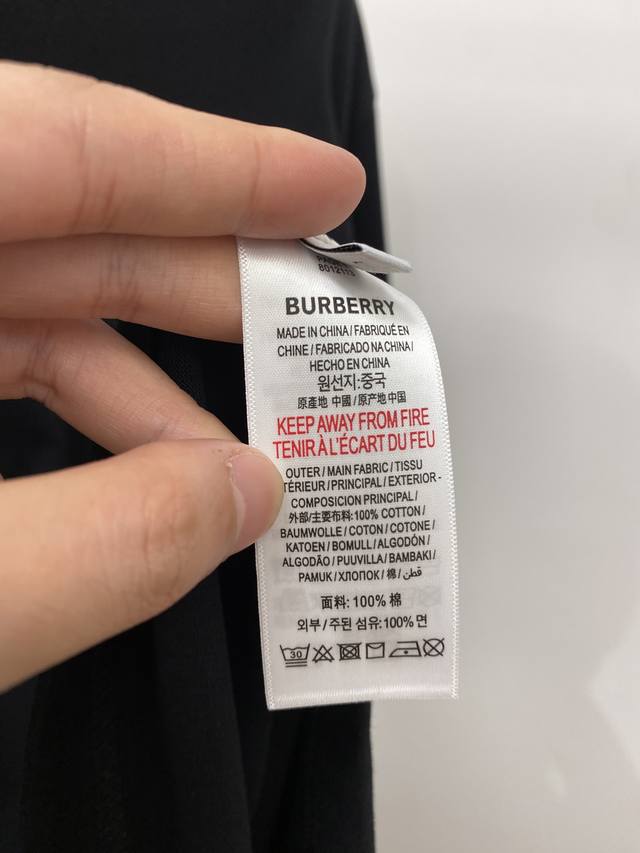 8012173
BURBERRY
MADE IN CHINA / FABRIQUÉ EN
CHINE / FABRICADO NA CHINA /
HECHO EN CHINA
원선지:중국
原產地 中國 / 原产地 中国
KEEP AWAY FROM FIRE
TENIR À L'ÉCART DU FEU
OUTER / MAIN FABRIC / TISSU
TÉRIEUR / PRINCIPAL / EXTERIOR -
COMPOSICION PRINCIPAL /
外部/主要布料: 100% COTTON /
BAUMWOLLE / COTON / COTONE /
KATOEN / BOMULL / ALGODÓN /
ALGODÃO / PUUVILLA / BAMBAKI /
PAMUK / ХЛОПОК / 棉 / قطن
面料: 100% 棉
외부 / 주된 섬유: 100% 면
30